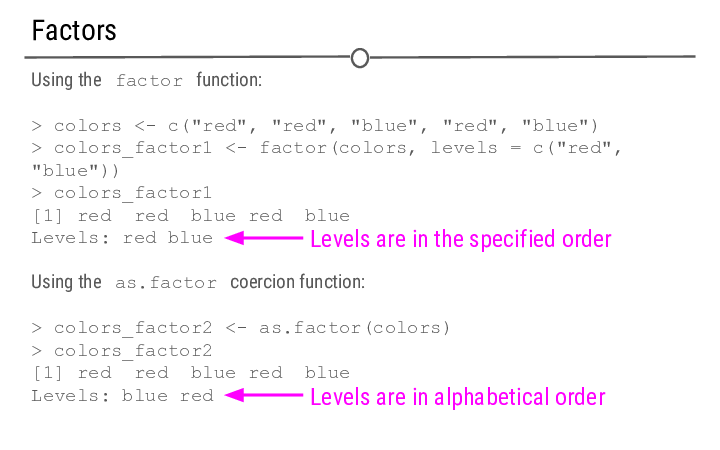 Factors
Using the factor function:
> colors <- c("red", "red", "blue", "red", "blue")
> colors_factor1 <- factor(colors, levels = c("red",
"blue"))
> colors_factor1
[1] red  red  blue red  blue
Levels: red blue
Levels are in the specified order
Using the as.factor coercion function:
> colors_factor2 <- as.factor(colors)
> colors_factor2
[1] red  red  blue red  blue
Levels: blue red
Levels are in alphabetical order